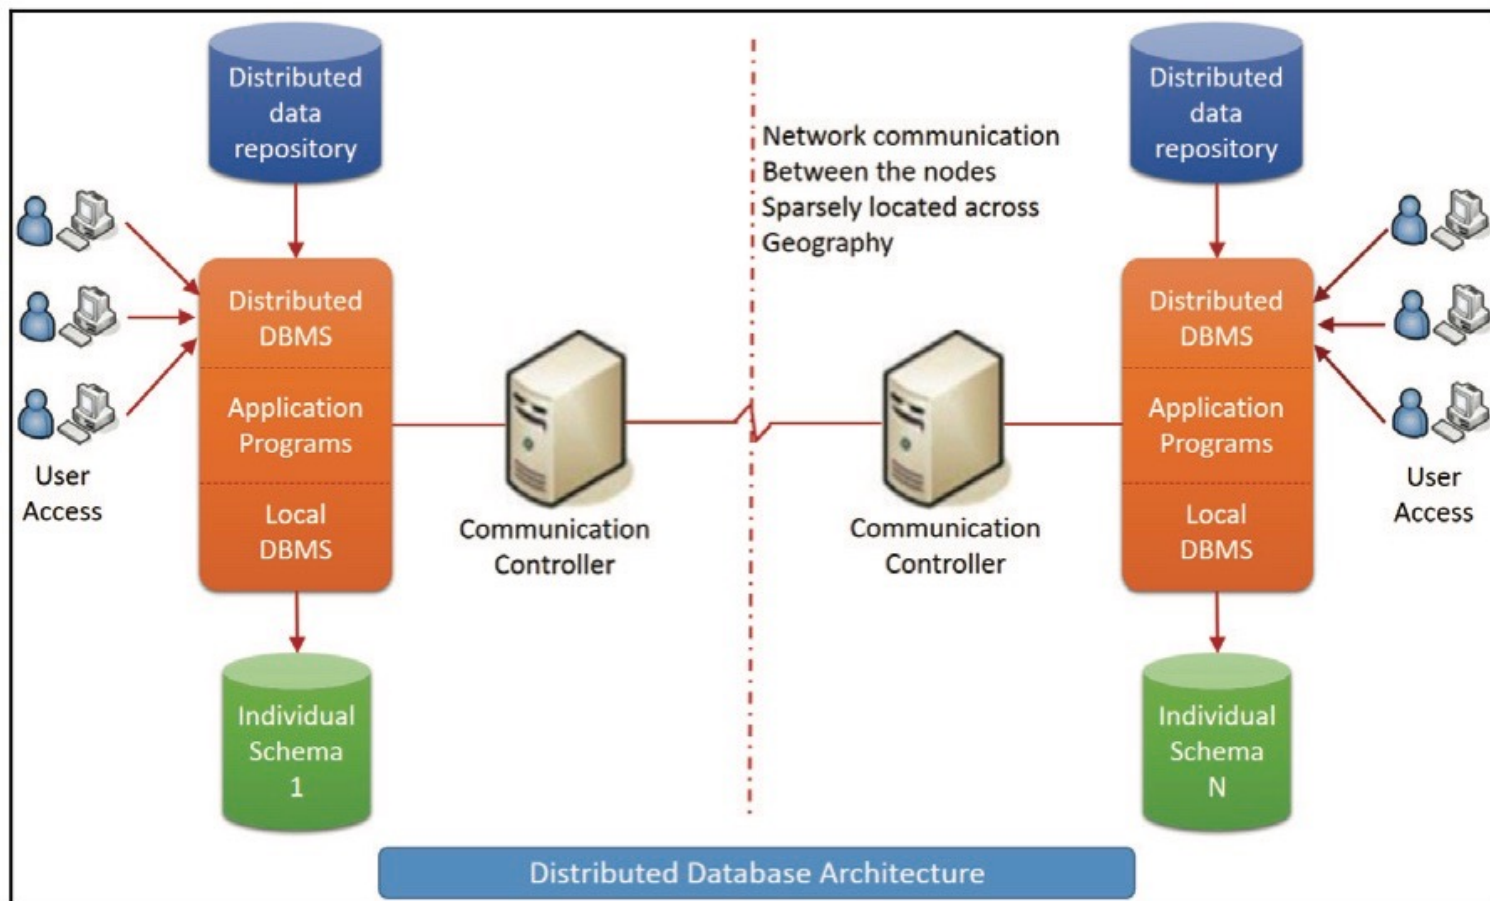 Distributed
data
repository
Distributed
data
repository
Network communication
Between the nodes
Sparsely located across
Geography
Distributed
DBMS
Application
Programs
Local
DBMS
User
Access
Communication
Controller
Communication
Controller
Distributed
DBMS
Application
Programs
Local
DBMS
User
Access
Individual
Schema
1
Individual
Schema
N
Distributed Database Architecture